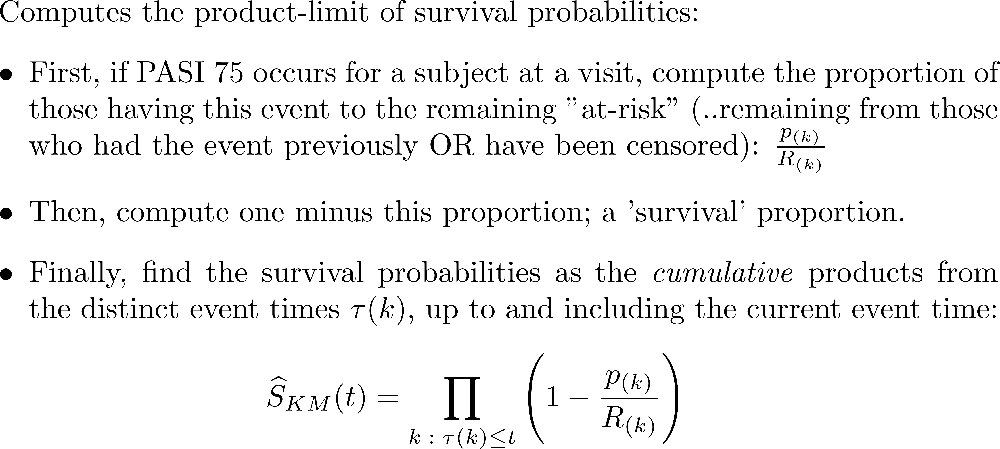 Computes the product-limit of survival probabilities:
• First, if PASI 75 occurs for a subject at a visit, compute the proportion of
those having this event to the remaining ”at-risk” (..remaining from those
who had the event previously OR have been censored): $\frac{p_{(k)}}{R_{(k)}}$
• Then, compute one minus this proportion; a ’survival’ proportion.
• Finally, find the survival probabilities as the cumulative products from
the distinct event times τ(k), up to and including the current event time:
$\widehat{S}_{KM}(t) = \prod_{k : \tau(k) \leq t} \left(1 - \frac{p_{(k)}}{R_{(k)}}\right)$